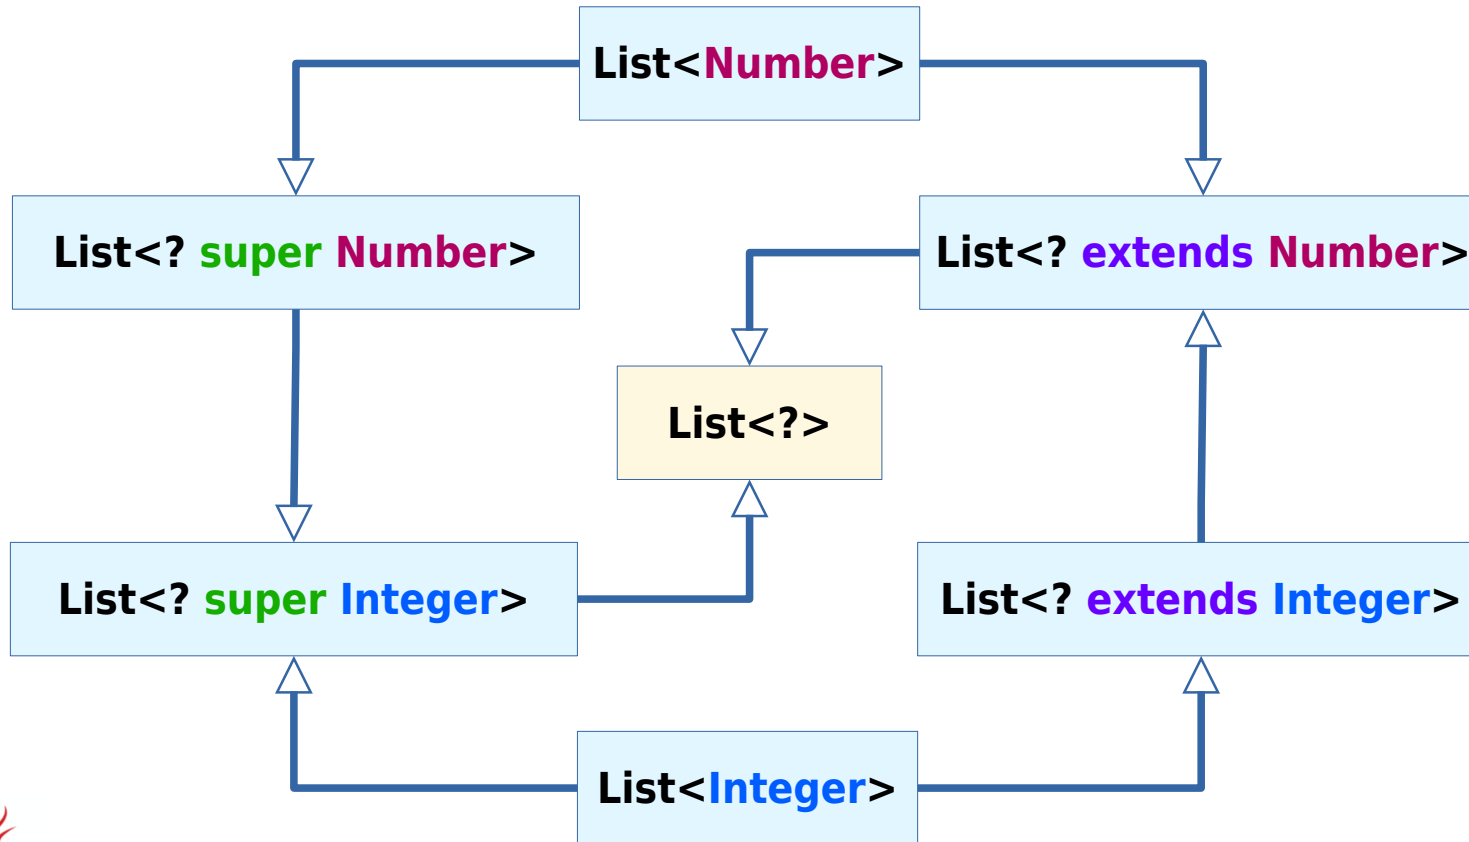 List<Number>
List<? super Number>
List<? extends Number>
List<?>
List<? super Integer>
List<? extends Integer>
List<Integer>